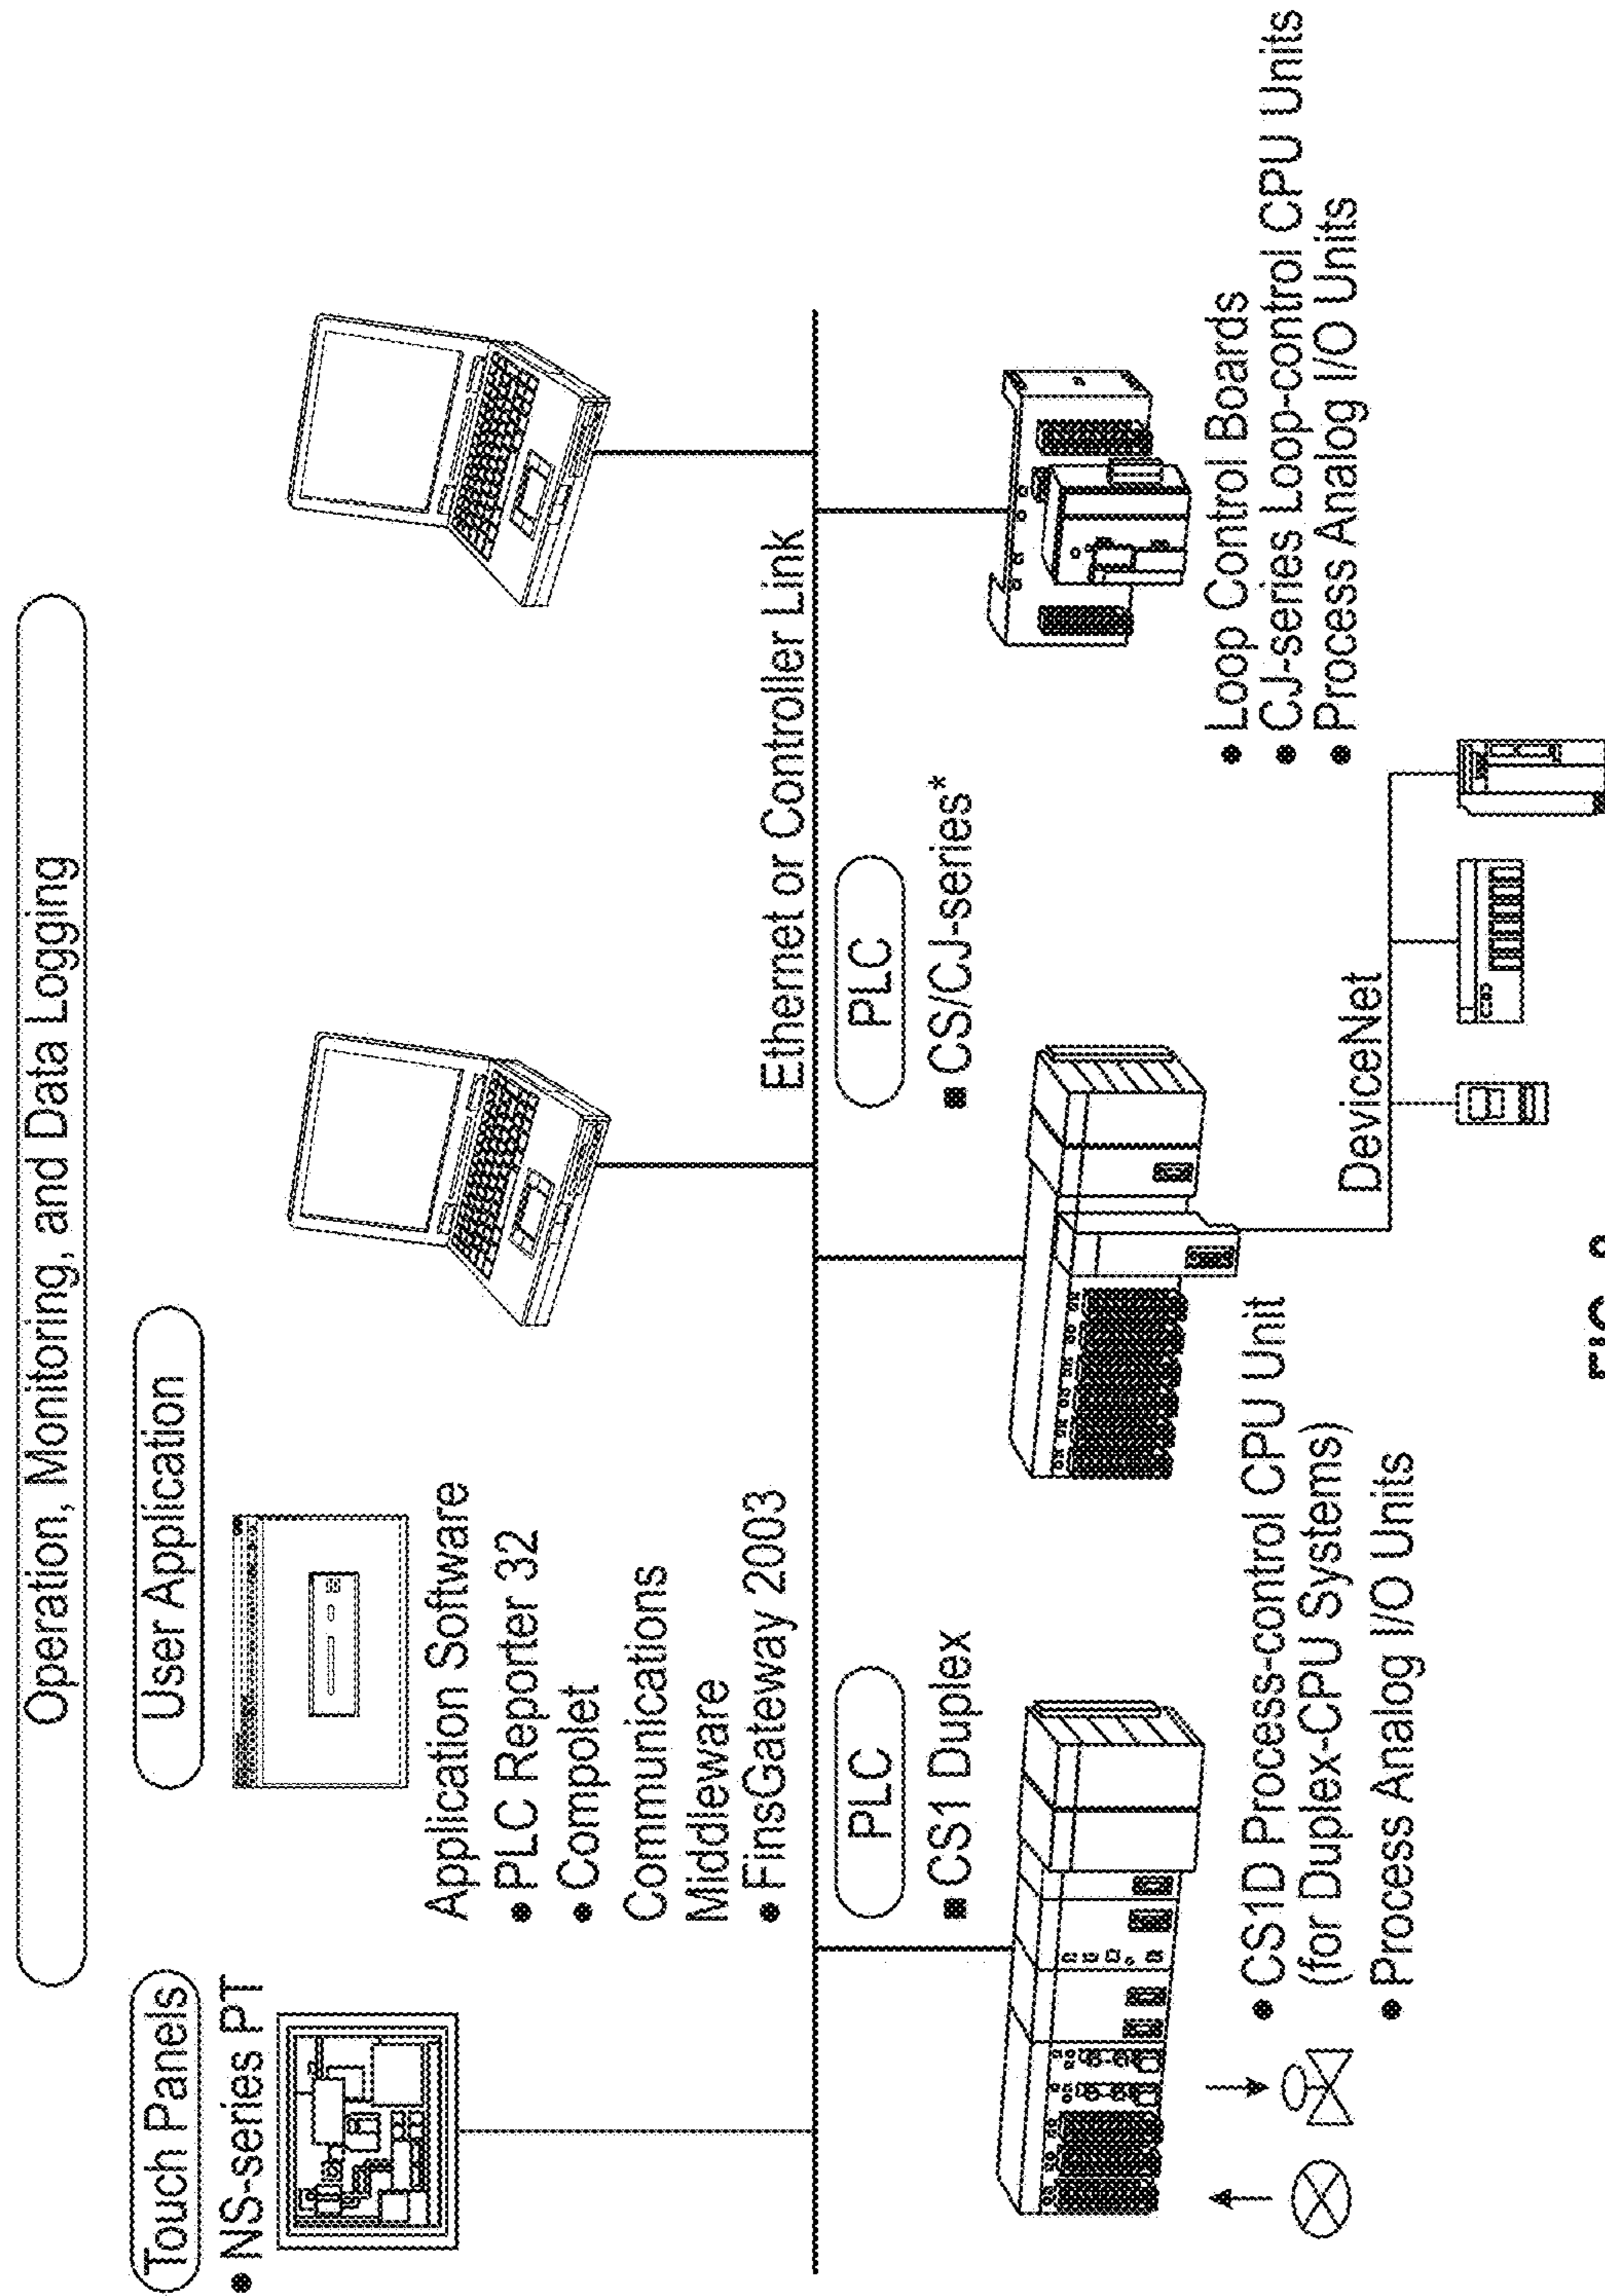 Operation, Monitoring, and Data Logging
Touch Panels
• NS-series PT
User Application
Application Software
• PLC Reporter 32
• Compolet
Communications
Middleware
• FinsGateway 2003
Ethernet or Controller Link
PLC
■ CS1 Duplex
• CS1D Process-control CPU Unit
(for Duplex-CPU Systems)
• Process Analog I/O Units
PLC
■ CS/CJ-series*
DeviceNet
• Loop Control Boards
• CJ-series Loop-control CPU Units
• Process Analog I/O Units